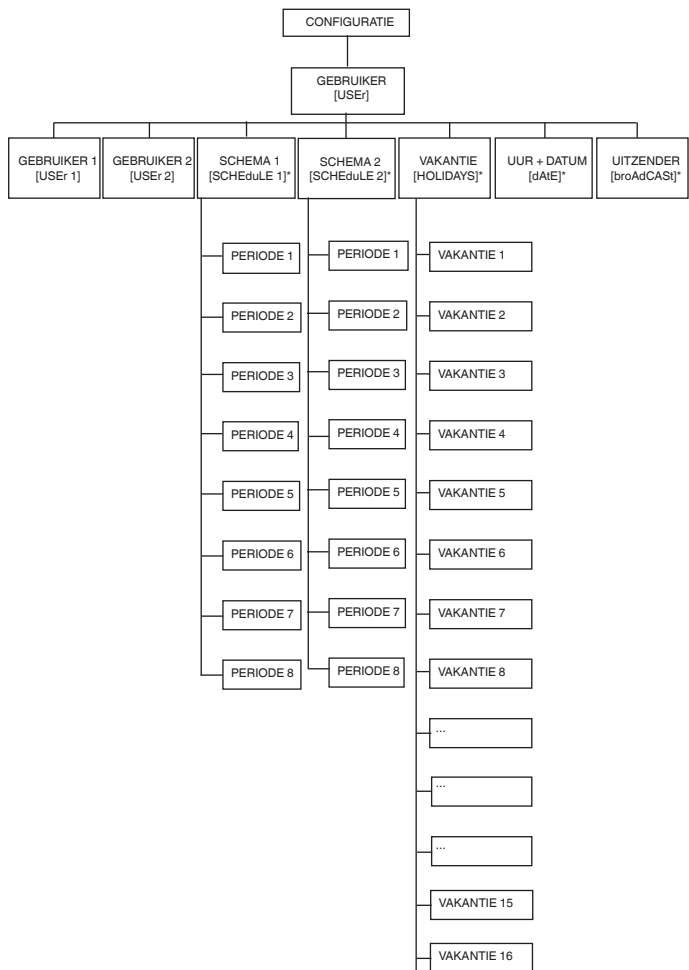 CONFIGURATIE
GEBRUIKER
[USEr]
GEBRUIKER 1
[USEr 1]
GEBRUIKER 2
[USEr 2]
SCHEMA 1
[SCHEduLE 1]*
SCHEMA 2
[SCHEduLE 2]*
VAKANTIE
[HOLIDAYS]*
UUR + DATUM
[dAtE]*
UITZENDER
[broAdCASt]*
PERIODE 1
PERIODE 1
VAKANTIE 1
PERIODE 2
PERIODE 2
VAKANTIE 2
PERIODE 3
PERIODE 3
VAKANTIE 3
PERIODE 4
PERIODE 4
VAKANTIE 4
PERIODE 5
PERIODE 5
VAKANTIE 5
PERIODE 6
PERIODE 6
VAKANTIE 6
PERIODE 7
PERIODE 7
VAKANTIE 7
PERIODE 8
PERIODE 8
VAKANTIE 8
...
...
...
VAKANTIE 15
VAKANTIE 16